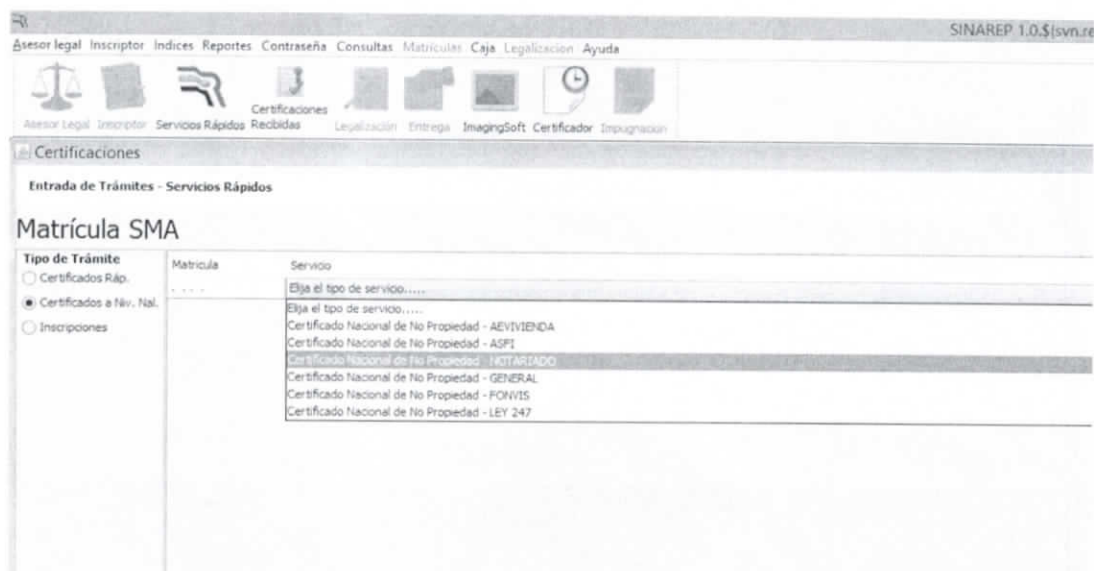 SINAREP 1.0.$[svn.re
Asesor legal Inscriptor Indices Reportes Contraseña Consultas Matrículas Caja Legalización Ayuda
Asesor Legal Inscriptor Servicios Rápidos Certificaciones Recibidas Legalización Entrega ImagingSoft Certificador Impugnación
Certificaciones
Entrada de Trámites - Servicios Rápidos
Matrícula SMA
Tipo de Trámite Matrícula Servicio
Certificados Ráp.
Certificados a Niv. Nal. Elija el tipo de servicio.....
Inscripciones
Elija el tipo de servicio.....
Certificado Nacional de No Propiedad - AEVIVIENDA
Certificado Nacional de No Propiedad - ASFI
Certificado Nacional de No Propiedad - NOTARIADO
Certificado Nacional de No Propiedad - GENERAL
Certificado Nacional de No Propiedad - FONVIS
Certificado Nacional de No Propiedad - LEY 247